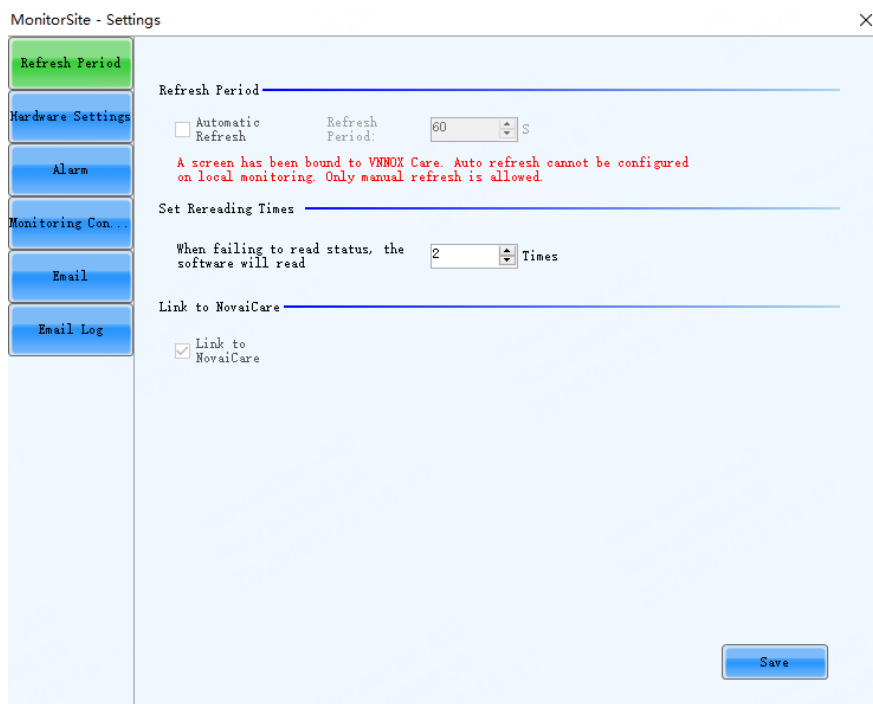 MonitorSite - Settings
Refresh Period
Hardware Settings
Alarm
Monitoring Con...
Email
Email Log
Refresh Period
Automatic
Refresh
Refresh
Period:
60
S
A screen has been bound to VNNOX Care. Auto refresh cannot be configured
on local monitoring. Only manual refresh is allowed.
Set Rereading Times
When failing to read status, the
software will read
2
Times
Link to NovaiCare
Link to
NovaiCare
Save